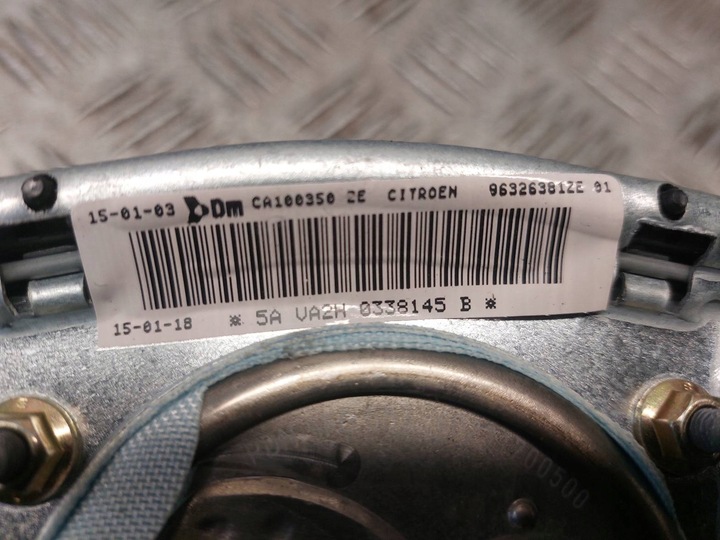 15-01-03 Dm CA100350 ZE CITROEN 96326381ZE 01
15-01-18 * 5A VA2H 0338145 B *